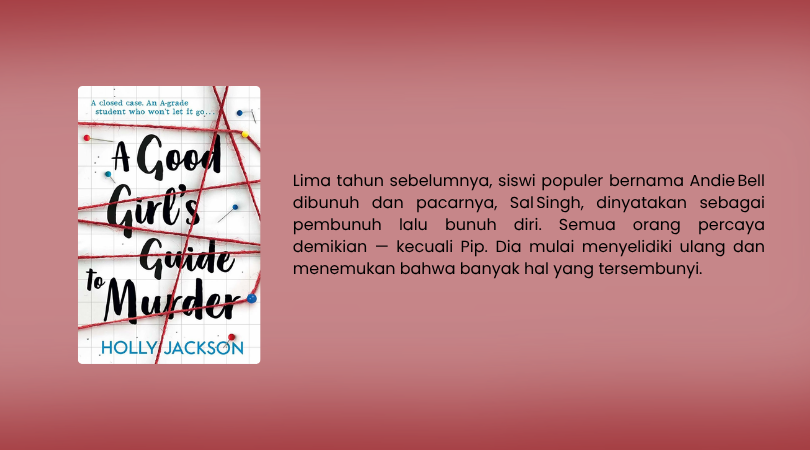 A closed case. An A-grade
student who won't let it go...
A Good
Girl's
Guide
to
Murder
HOLLY JACKSON
Lima tahun sebelumnya, siswi populer bernama Andie Bell
dibunuh dan pacarnya, Sal Singh, dinyatakan sebagai
pembunuh lalu bunuh diri. Semua orang percaya
demikian — kecuali Pip. Dia mulai menyelidiki ulang dan
menemukan bahwa banyak hal yang tersembunyi.